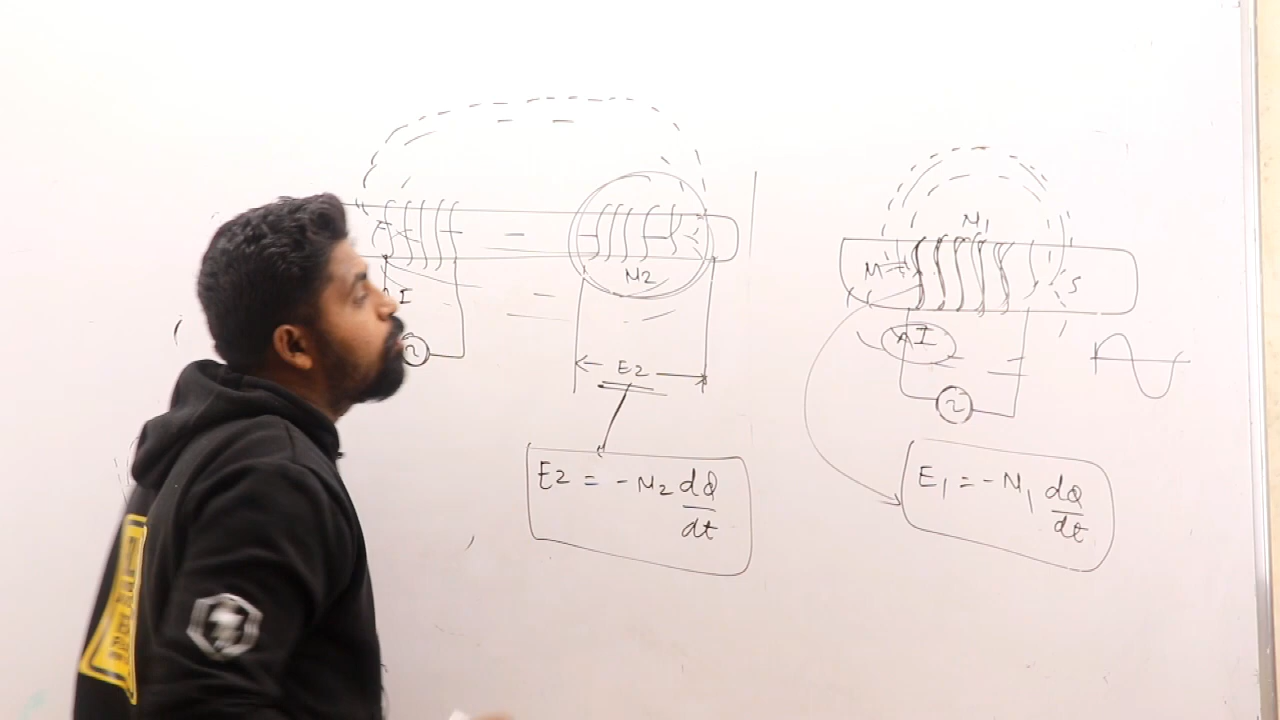 I
N2
E2
E2 = -N2 dφ
dt
N1
N
S
I
E1 = -N1 dφ
dt